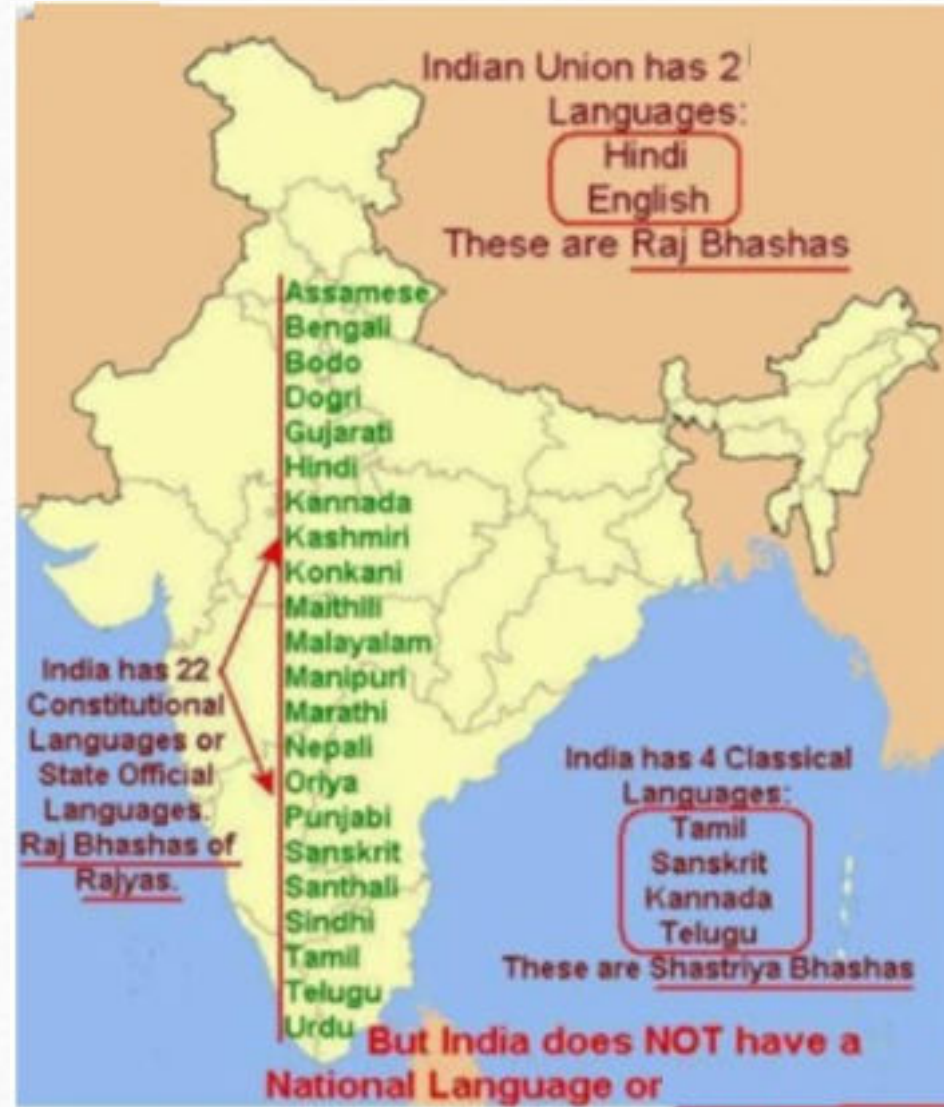 Indian Union has 2
Languages:
Hindi
English
These are Raj Bhashas
Assamese
Bengali
Bodo
Dogri
Gujarati
Hindi
Kannada
Kashmiri
Konkani
Maithili
Malayalam
Manipuri
Marathi
Nepali
Oriya
Punjabi
Sanskrit
Santhali
Sindhi
Tamil
Telugu
Urdu
India has 22
Constitutional
Languages or
State Official
Languages.
Raj Bhashas of
Rajyas.
India has 4 Classical
Languages:
Tamil
Sanskrit
Kannada
Telugu
These are Shastriya Bhashas
But India does NOT have a
National Language or